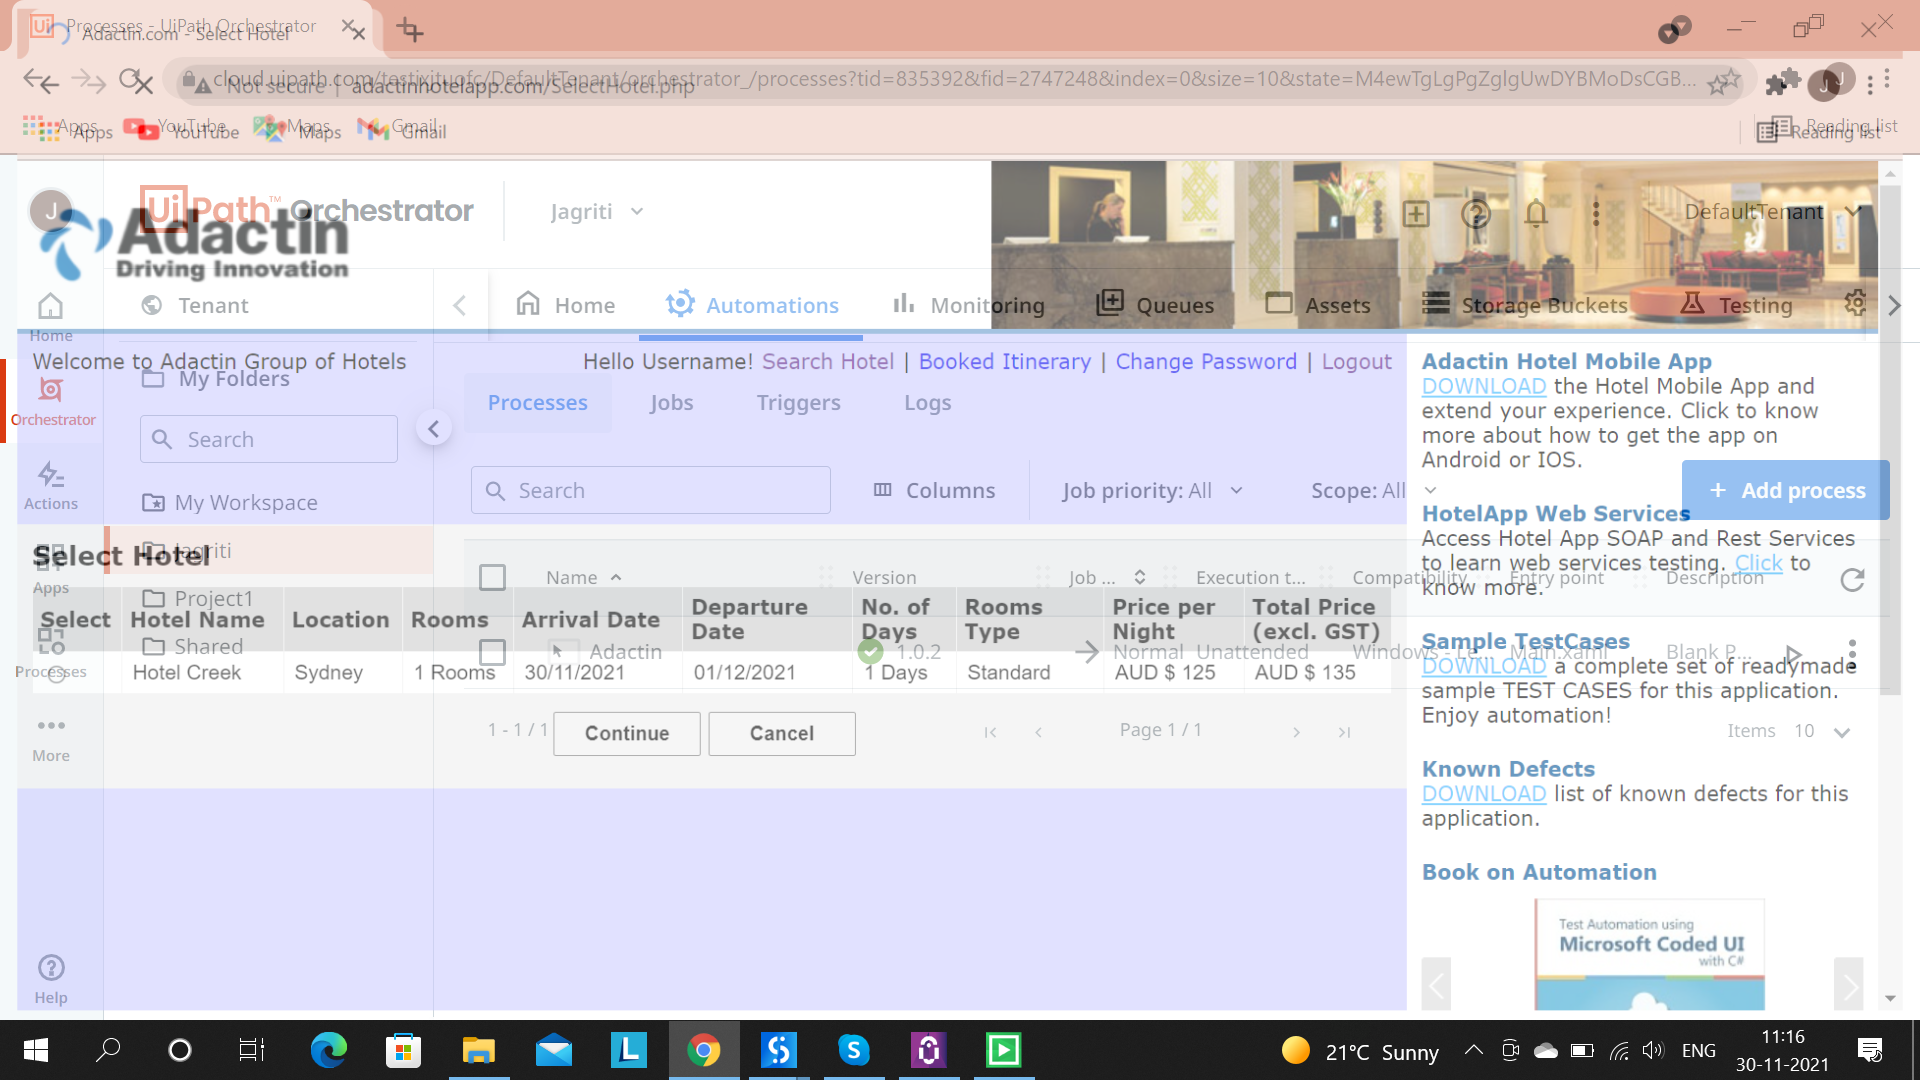 Processes - UiPath Orchestrator
Adactin.com - Select Hotel
cloud.uipath.com/testixitugfc/DefaultTenant/orchestrator_/processes?tid=835392&fid=2747248&index=0&size=10&state=M4ewTgLgPgZglgUwDYBMoDsCGB...
Not secure | adactinhotelapp.com/SelectHotel.php
Apps YouTube Maps Gmail Reading list
Apps YouTube Maps Gmail Reading list
J UiPath™ Orchestrator Jagriti DefaultTenant
Adactin
Driving Innovation
Tenant Home Automations Monitoring Queues Assets Storage Buckets Testing
Home
Welcome to Adactin Group of Hotels Hello Username! Search Hotel | Booked Itinerary | Change Password | Logout
My Folders
Orchestrator
Processes Jobs Triggers Logs
Search
Actions
My Workspace
Search Columns Job priority: All Scope: All + Add process
Adactin Hotel Mobile App
DOWNLOAD the Hotel Mobile App and
extend your experience. Click to know
more about how to get the app on
Android or IOS.
HotelApp Web Services
Access Hotel App SOAP and Rest Services
to learn web services testing. Click to
know more.
Select Hotel
Jagriti
Apps
Project1
Shared
Processes
More
Help
Name Version Job ... Execution t... Compatibility Entry point Description
Adactin 1.0.2 Normal Unattended Windows - Le... Main.xaml Blank P...
Select Hotel Name Location Rooms Arrival Date Departure Date No. of Days Rooms Type Price per Night Total Price (excl. GST)
Hotel Creek Sydney 1 Rooms 30/11/2021 01/12/2021 1 Days Standard AUD $ 125 AUD $ 135
1 - 1 / 1 Continue Cancel Page 1 / 1 Items 10
Sample TestCases
DOWNLOAD a complete set of readymade
sample TEST CASES for this application.
Enjoy automation!
Known Defects
DOWNLOAD list of known defects for this
application.
Book on Automation
Test Automation using
Microsoft Coded UI
with C#
21°C Sunny ENG 11:16
30-11-2021